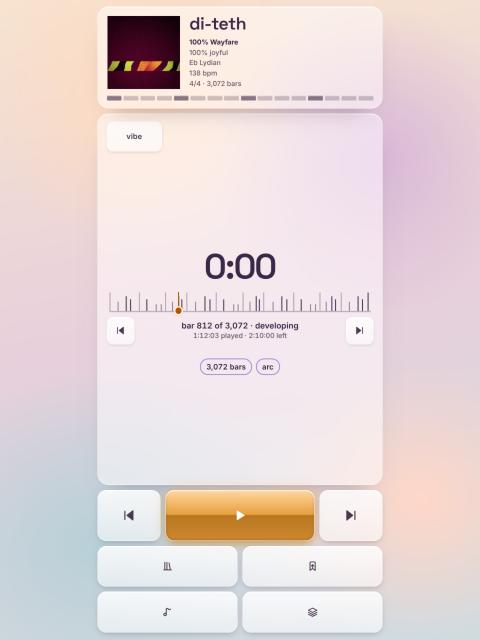 di-teth
100% Wayfare
100% joyful
Eb Lydian
138 bpm
4/4 · 3,072 bars
vibe
0:00
bar 812 of 3,072 · developing
1:12:03 played · 2:10:00 left
3,072 bars
arc